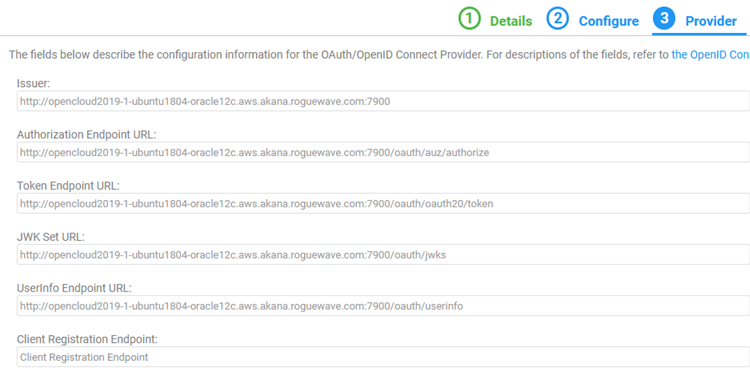 1 Details 2 Configure 3 Provider
The fields below describe the configuration information for the OAuth/OpenID Connect Provider. For descriptions of the fields, refer to the OpenID Con
Issuer:
http://opencloud2019-1-ubuntu1804-oracle12c.aws.akana.roguewave.com:7900
Authorization Endpoint URL:
http://opencloud2019-1-ubuntu1804-oracle12c.aws.akana.roguewave.com:7900/oauth/auz/authorize
Token Endpoint URL:
http://opencloud2019-1-ubuntu1804-oracle12c.aws.akana.roguewave.com:7900/oauth/oauth20/token
JWK Set URL:
http://opencloud2019-1-ubuntu1804-oracle12c.aws.akana.roguewave.com:7900/oauth/jwks
UserInfo Endpoint URL:
http://opencloud2019-1-ubuntu1804-oracle12c.aws.akana.roguewave.com:7900/oauth/userinfo
Client Registration Endpoint:
Client Registration Endpoint